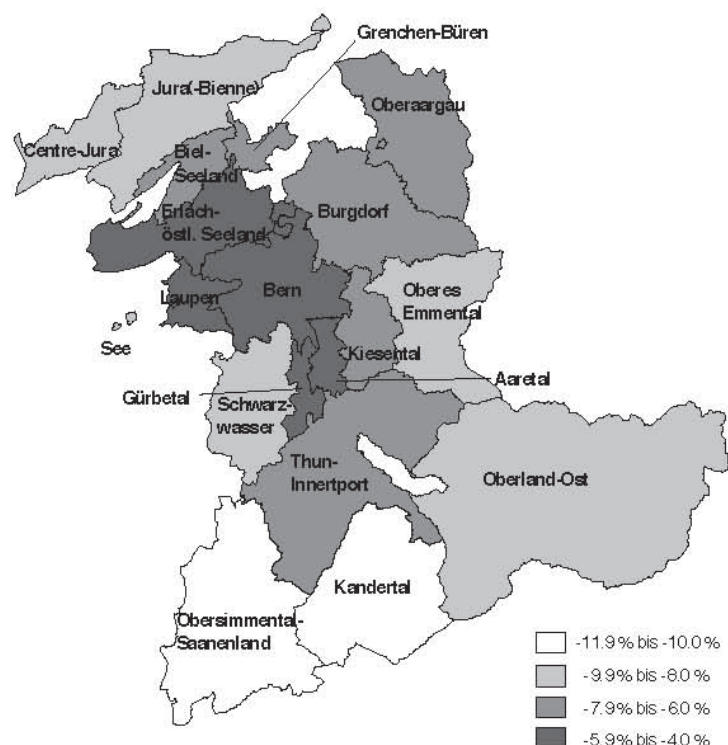 Grenchen-Büren
Jura(-Bienne)
Oberaargau
Centre-Jura
Biel-
Seeland
Erlach-
östl. Seeland
Burgdorf
Laupen
Bern
Oberes
Emmental
See
Kiesental
Aaretal
Gürbetal
Schwarz-
wasser
Thun-
Innertport
Oberland-Ost
Kandertal
Obersimmental-
Saanenland
-11.9% bis -10.0%
-9.9% bis -8.0%
-7.9% bis -6.0%
-5.9% bis -4.0%